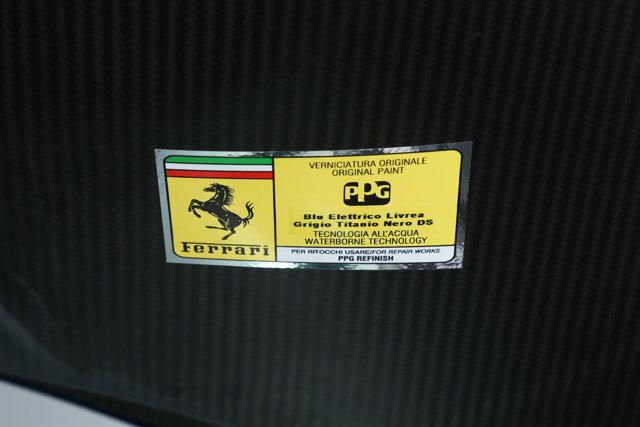 VERNICIATURA ORIGINALE
ORIGINAL PAINT
PPG
Blu Elettrico Livrea
Grigio Titanio Nero DS
TECNOLOGIA ALL'ACQUA
WATERBORNE TECHNOLOGY
Ferrari
PER RITOCCHI USARE/FOR REPAIR WORKS
PPG REFINISH